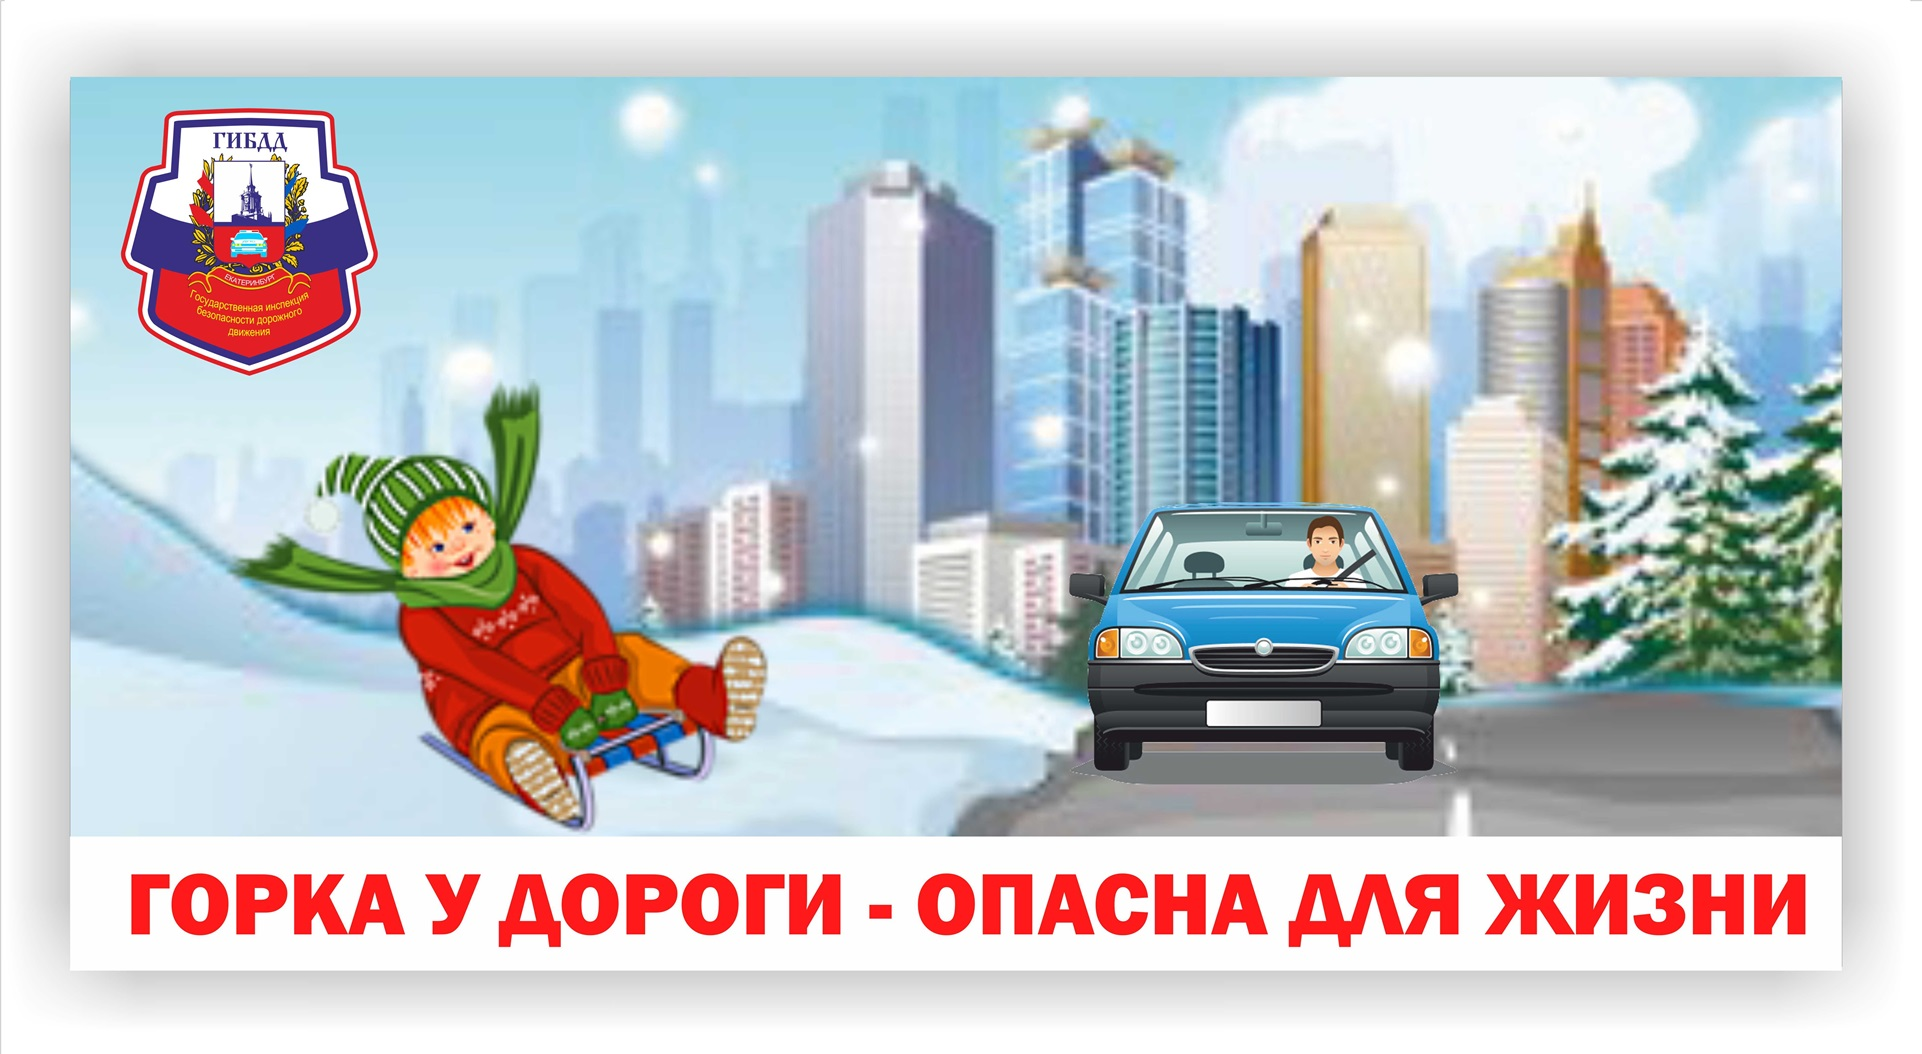 ГИБДД
ЕКАТЕРИНБУРГ
Государственная инспекция
безопасности дорожного
движения
ГОРКА У ДОРОГИ - ОПАСНА ДЛЯ ЖИЗНИ